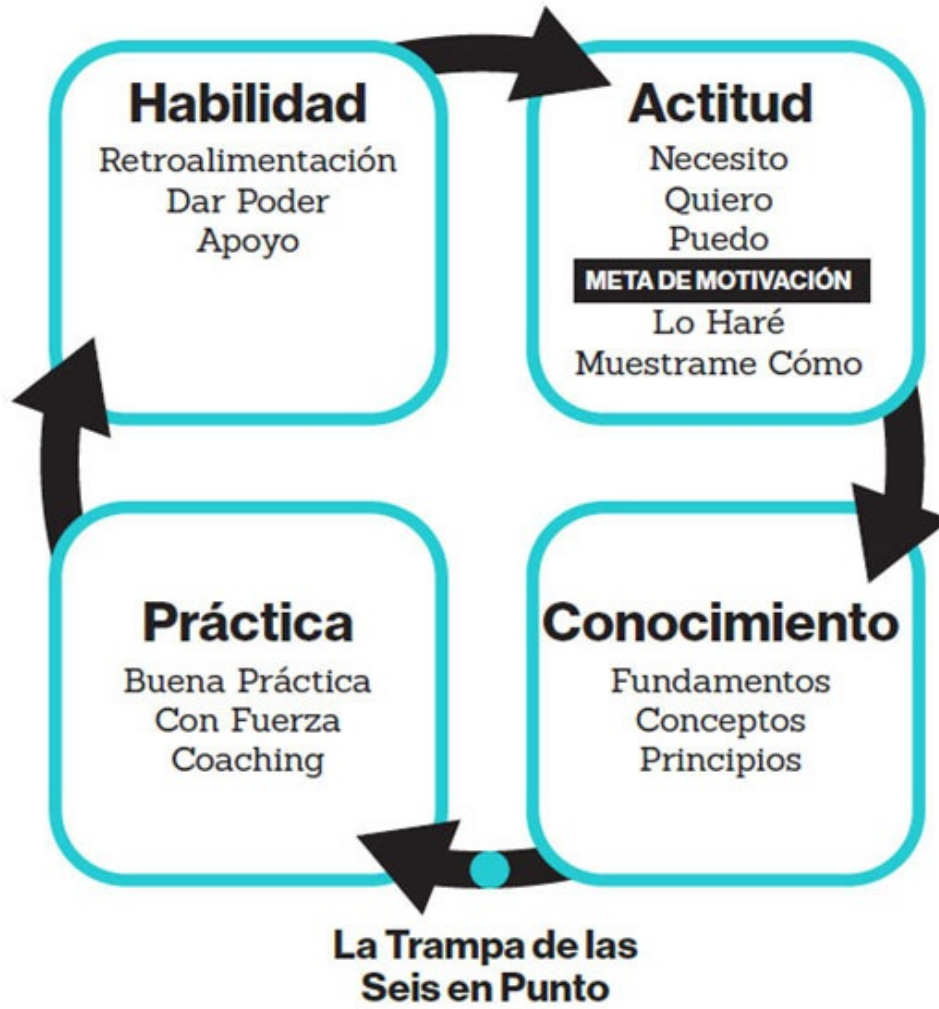 Habilidad
Retroalimentación
Dar Poder
Apoyo
Actitud
Necesito
Quiero
Puedo
META DE MOTIVACIÓN
Lo Haré
Muestrame Cómo
Práctica
Buena Práctica
Con Fuerza
Coaching
Conocimiento
Fundamentos
Conceptos
Principios
La Trampa de las
Seis en Punto